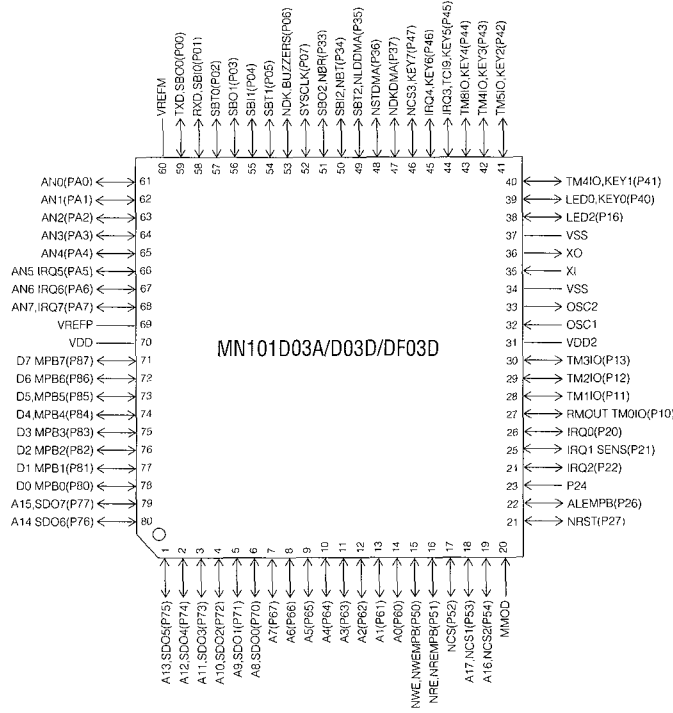 VREFM
TXD,SBO0(P00)
RXD,SBI0(P01)
SBT0(P02)
SBO1(P03)
SBI1(P04)
SBT1(P05)
NDK,BUZZERS(P06)
SYSCLK(P07)
SBO2,NBR(P33)
SBI2,NBT(P34)
SBT2,NLDDMA(P35)
NSTDMA(P36)
NDKDMA(P37)
NCS3,KEY7(P47)
IRQ4,KEY6(P46)
IRQ3,TCI9,KEY5(P45)
TM8IO,KEY4(P44)
TM4IO,KEY3(P43)
TM5IO,KEY2(P42)
60 59 58 57 56 55 54 53 52 51 50 49 48 47 46 45 44 43 42 41
AN0(PA0) 61
AN1(PA1) 62
AN2(PA2) 63
AN3(PA3) 64
AN4(PA4) 65
AN5 IRQ5(PA5) 66
AN6 IRQ6(PA6) 67
AN7,IRQ7(PA7) 68
VREFP 69
VDD 70
D7 MPB7(P87) 71
D6 MPB6(P86) 72
D5,MPB5(P85) 73
D4,MPB4(P84) 74
D3 MPB3(P83) 75
D2 MPB2(P82) 76
D1 MPB1(P81) 77
D0 MPB0(P80) 78
A15,SDO7(P77) 79
A14 SDO6(P76) 80
MN101D03A/D03D/DF03D
40 TM4IO,KEY1(P41)
39 LED0,KEY0(P40)
38 LED2(P16)
37 VSS
36 XO
35 XI
34 VSS
33 OSC2
32 OSC1
31 VDD2
30 TM3IO(P13)
29 TM2IO(P12)
28 TM1IO(P11)
27 RMOUT TM0IO(P10)
26 IRQ0(P20)
25 IRQ1 SENS(P21)
24 IRQ2(P22)
23 P24
22 ALEMPB(P26)
21 NRST(P27)
1 2 3 4 5 6 7 8 9 10 11 12 13 14 15 16 17 18 19 20
A13,SDO5(P75)
A12,SDO4(P74)
A11,SDO3(P73)
A10,SDO2(P72)
A9,SDO1(P71)
A8,SDO0(P70)
A7(P67)
A6(P66)
A5(P65)
A4(P64)
A3(P63)
A2(P62)
A1(P61)
A0(P60)
NWE,NWEMPB(P50)
NRE,NREMPB(P51)
NCS(P52)
A17,NCS1(P53)
A16,NCS2(P54)
MMOD